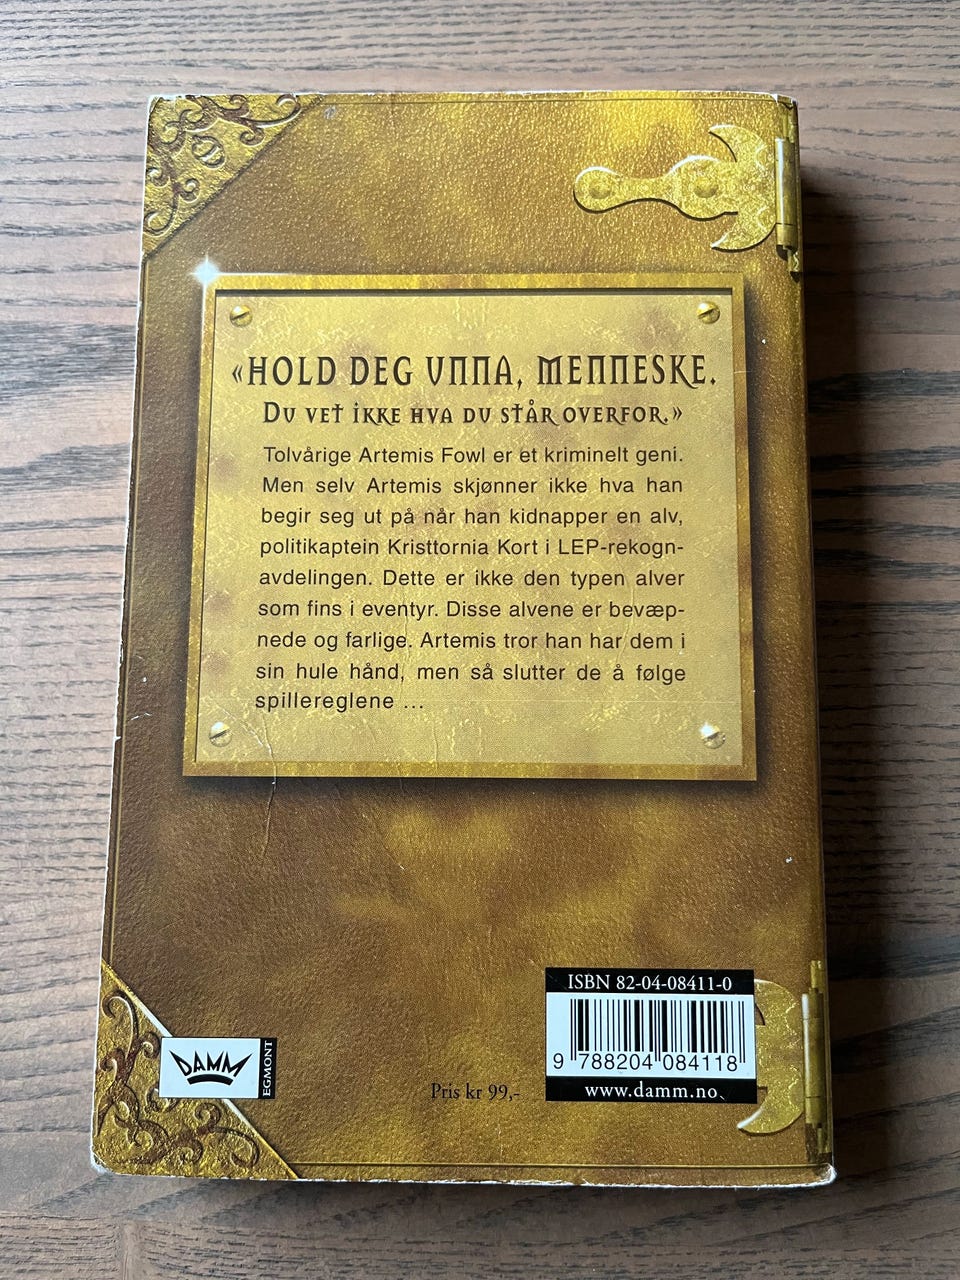 «HOLD DEG UNNA, MENNESKE.
DU VET IKKE HVA DU STÅR OVERFOR.»
Tolvårige Artemis Fowl er et kriminelt geni.
Men selv Artemis skjønner ikke hva han
begir seg ut på når han kidnapper en alv,
politikaptein Kristtornia Kort i LEP-rekogn-
avdelingen. Dette er ikke den typen alver
som fins i eventyr. Disse alvene er bevæp-
nede og farlige. Artemis tror han har dem i
sin hule hånd, men så slutter de å følge
spillereglene ...
ISBN 82-04-08411-0
9 788204 084118
www.damm.no
Pris kr 99,-
DAMM
EGMONT